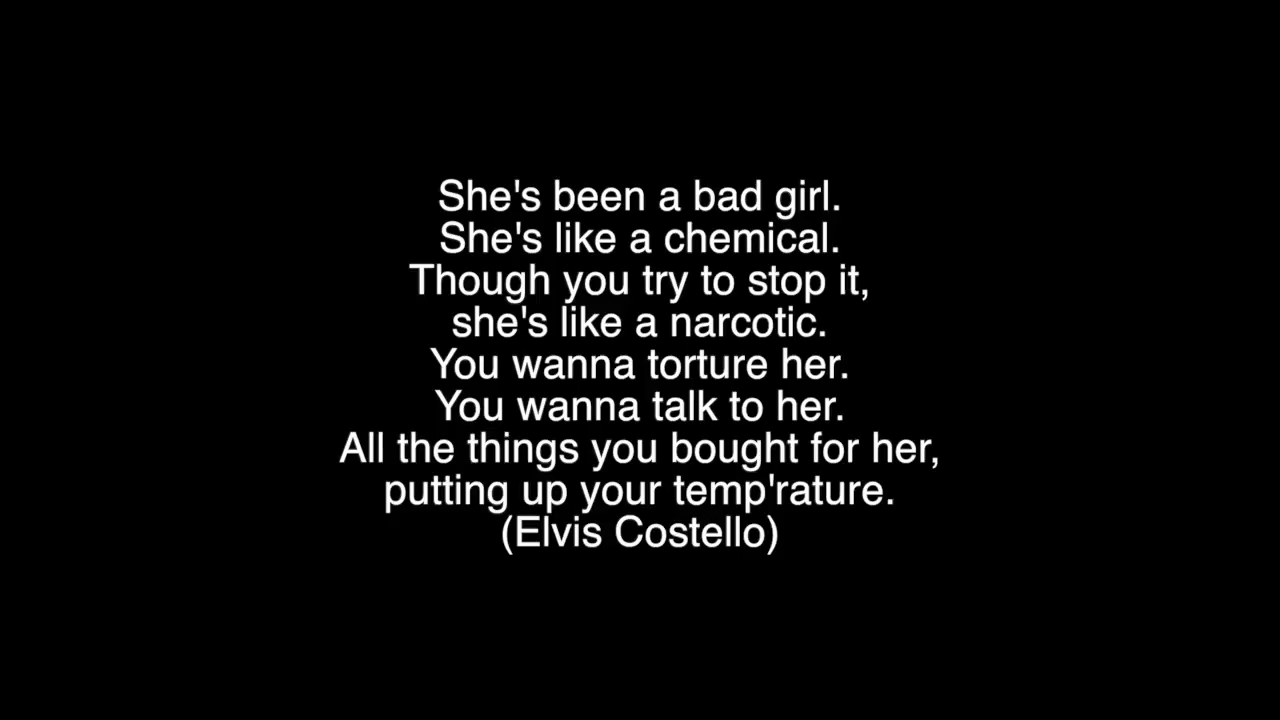 She's been a bad girl.
She's like a chemical.
Though you try to stop it,
she's like a narcotic.
You wanna torture her.
You wanna talk to her.
All the things you bought for her,
putting up your temp'rature.
(Elvis Costello)